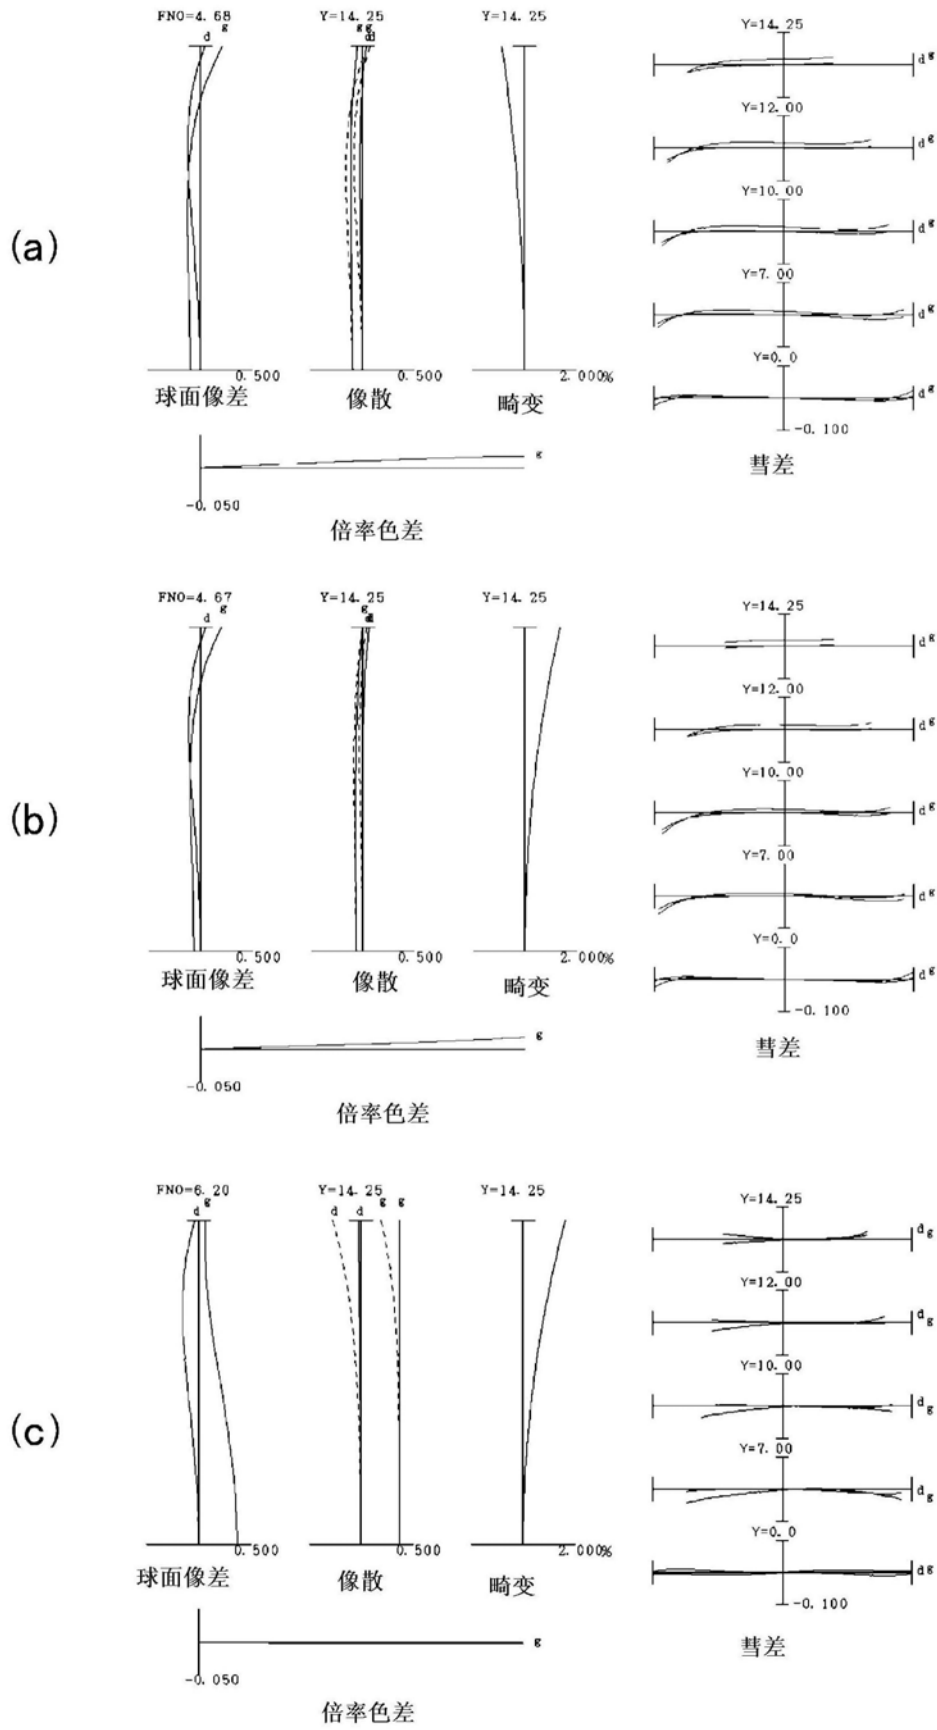 (a)
FNO=4.68
d g
0.500
球面像差
Y=14.25
g g
d d
0.500
像散
Y=14.25
2.000%
畸变
Y=14.25
d g
Y=12.00
d g
Y=10.00
d g
Y=7.00
d g
Y=0.0
d g
-0.100
彗差
g
-0.050
倍率色差
(b)
FNO=4.67
d g
0.500
球面像差
Y=14.25
g
d
0.500
像散
Y=14.25
2.000%
畸变
Y=14.25
d g
Y=12.00
d g
Y=10.00
d g
Y=7.00
d g
Y=0.0
d g
-0.100
彗差
g
-0.050
倍率色差
(c)
FNO=6.20
d g
0.500
球面像差
Y=14.25
d d g g
0.500
像散
Y=14.25
2.000%
畸变
Y=14.25
d g
Y=12.00
d g
Y=10.00
d g
Y=7.00
d g
Y=0.0
d g
-0.100
彗差
g
-0.050
倍率色差